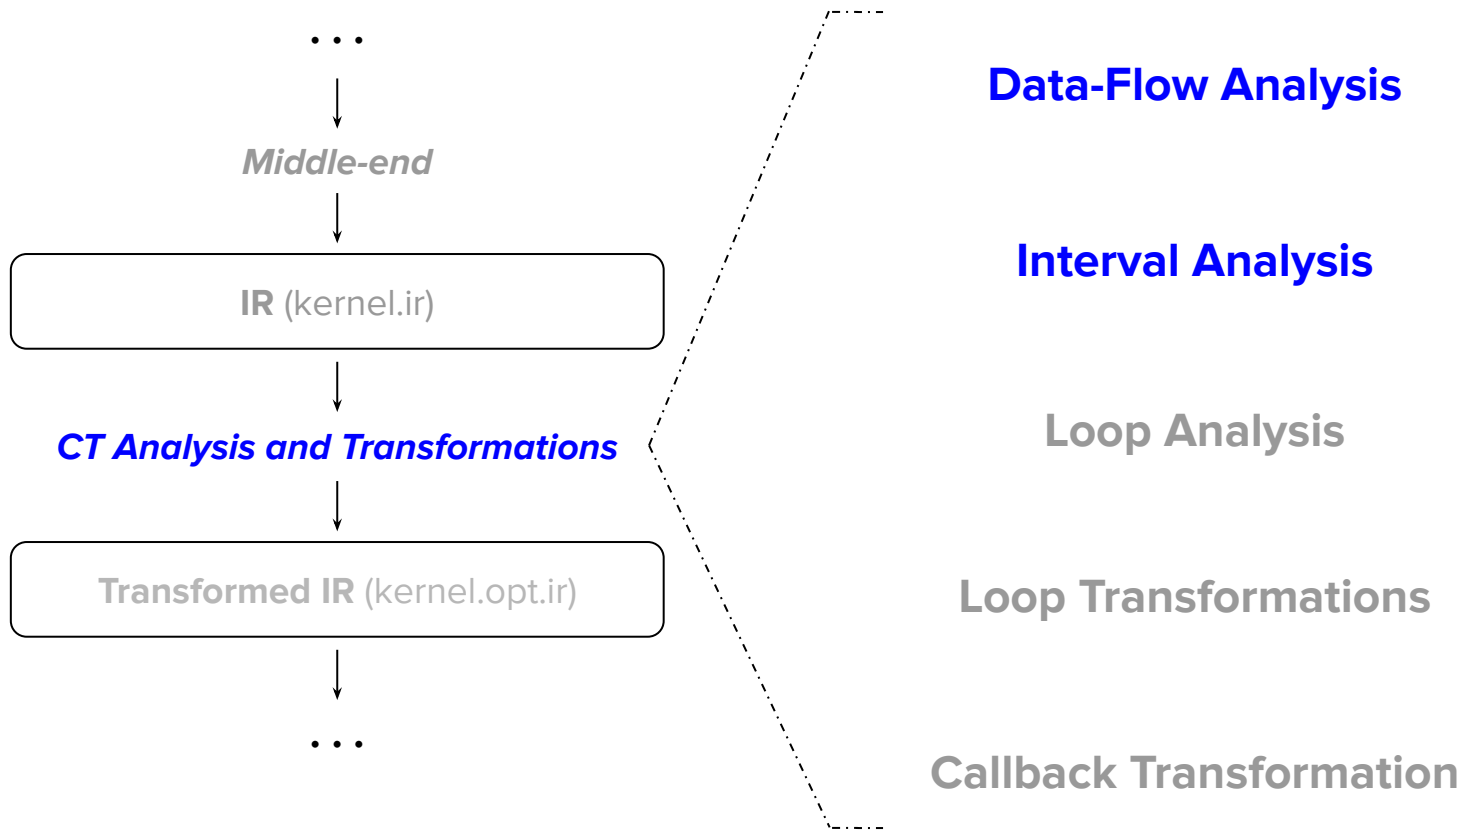 ...
Middle-end
IR (kernel.ir)
CT Analysis and Transformations
Transformed IR (kernel.opt.ir)
...
Data-Flow Analysis
Interval Analysis
Loop Analysis
Loop Transformations
Callback Transformation